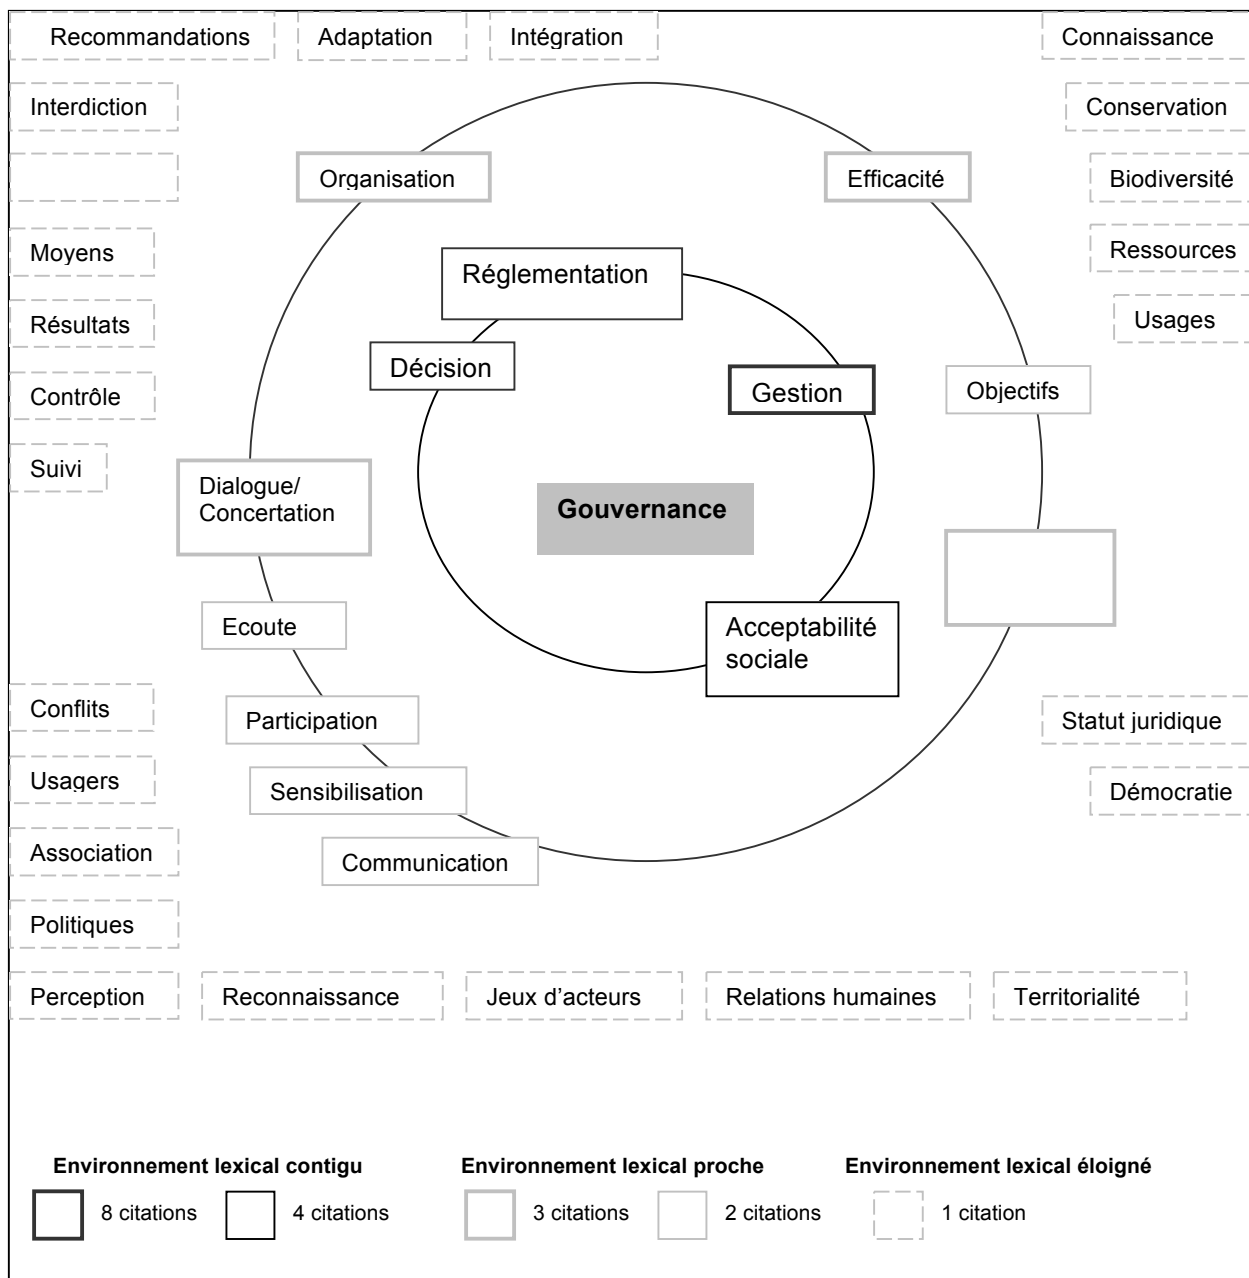 Recommandations
Adaptation
Intégration
Connaissance
Interdiction
Conservation
Organisation
Efficacité
Biodiversité
Moyens
Réglementation
Ressources
Résultats
Usages
Décision
Contrôle
Gestion
Objectifs
Suivi
Dialogue/
Concertation
Gouvernance
Ecoute
Acceptabilité
sociale
Conflits
Participation
Statut juridique
Usagers
Sensibilisation
Démocratie
Association
Communication
Politiques
Perception
Reconnaissance
Jeux d'acteurs
Relations humaines
Territorialité
Environnement lexical contigu
Environnement lexical proche
Environnement lexical éloigné
8 citations
4 citations
3 citations
2 citations
1 citation